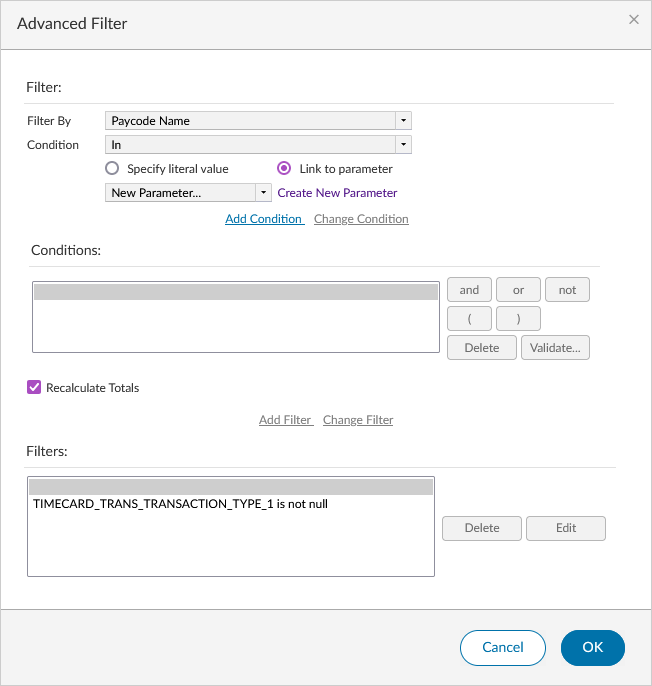 Advanced Filter
Filter:
Filter By Paycode Name
Condition In
Specify literal value Link to parameter
New Parameter... Create New Parameter
Add Condition Change Condition
Conditions:
and or not
( )
Delete Validate...
Recalculate Totals
Add Filter Change Filter
Filters:
TIMECARD_TRANS_TRANSACTION_TYPE_1 is not null
Delete Edit
Cancel OK